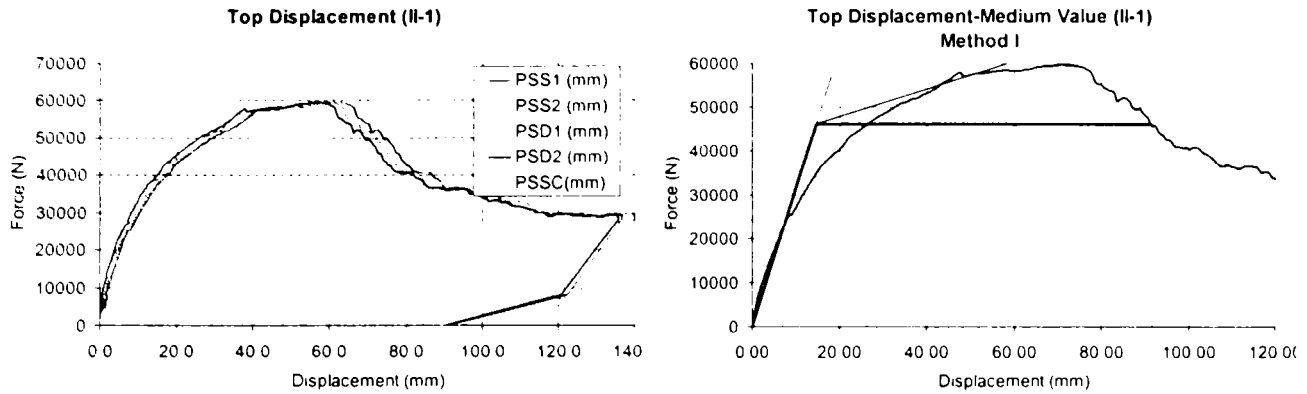 Top Displacement (II-1)
70000
60000
50000
40000
30000
20000
10000
0
Force (N)
PSS1 (mm)
PSS2 (mm)
PSD1 (mm)
PSD2 (mm)
PSSC(mm)
0 0 20 0 40 0 60 0 80 0 100 0 120.0 140
Displacement (mm)
Top Displacement-Medium Value (II-1)
Method I
60000
50000
40000
30000
20000
10000
0
Force (N)
0 00 20 00 40 00 60 00 80 00 100 00 120 00
Displacement (mm)